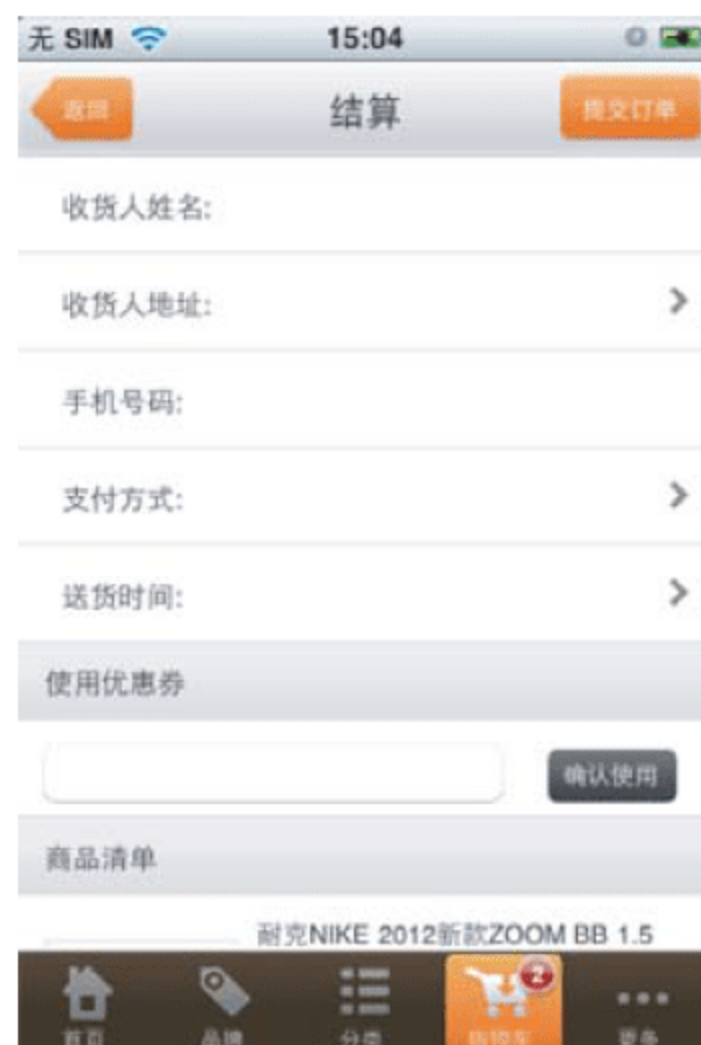 无 SIM 15:04
返回 结算 提交订单
收货人姓名:
收货人地址:
手机号码:
支付方式:
送货时间:
使用优惠券
确认使用
商品清单
耐克NIKE 2012新款ZOOM BB 1.5
2
首页 品牌 分类 购物车 更多